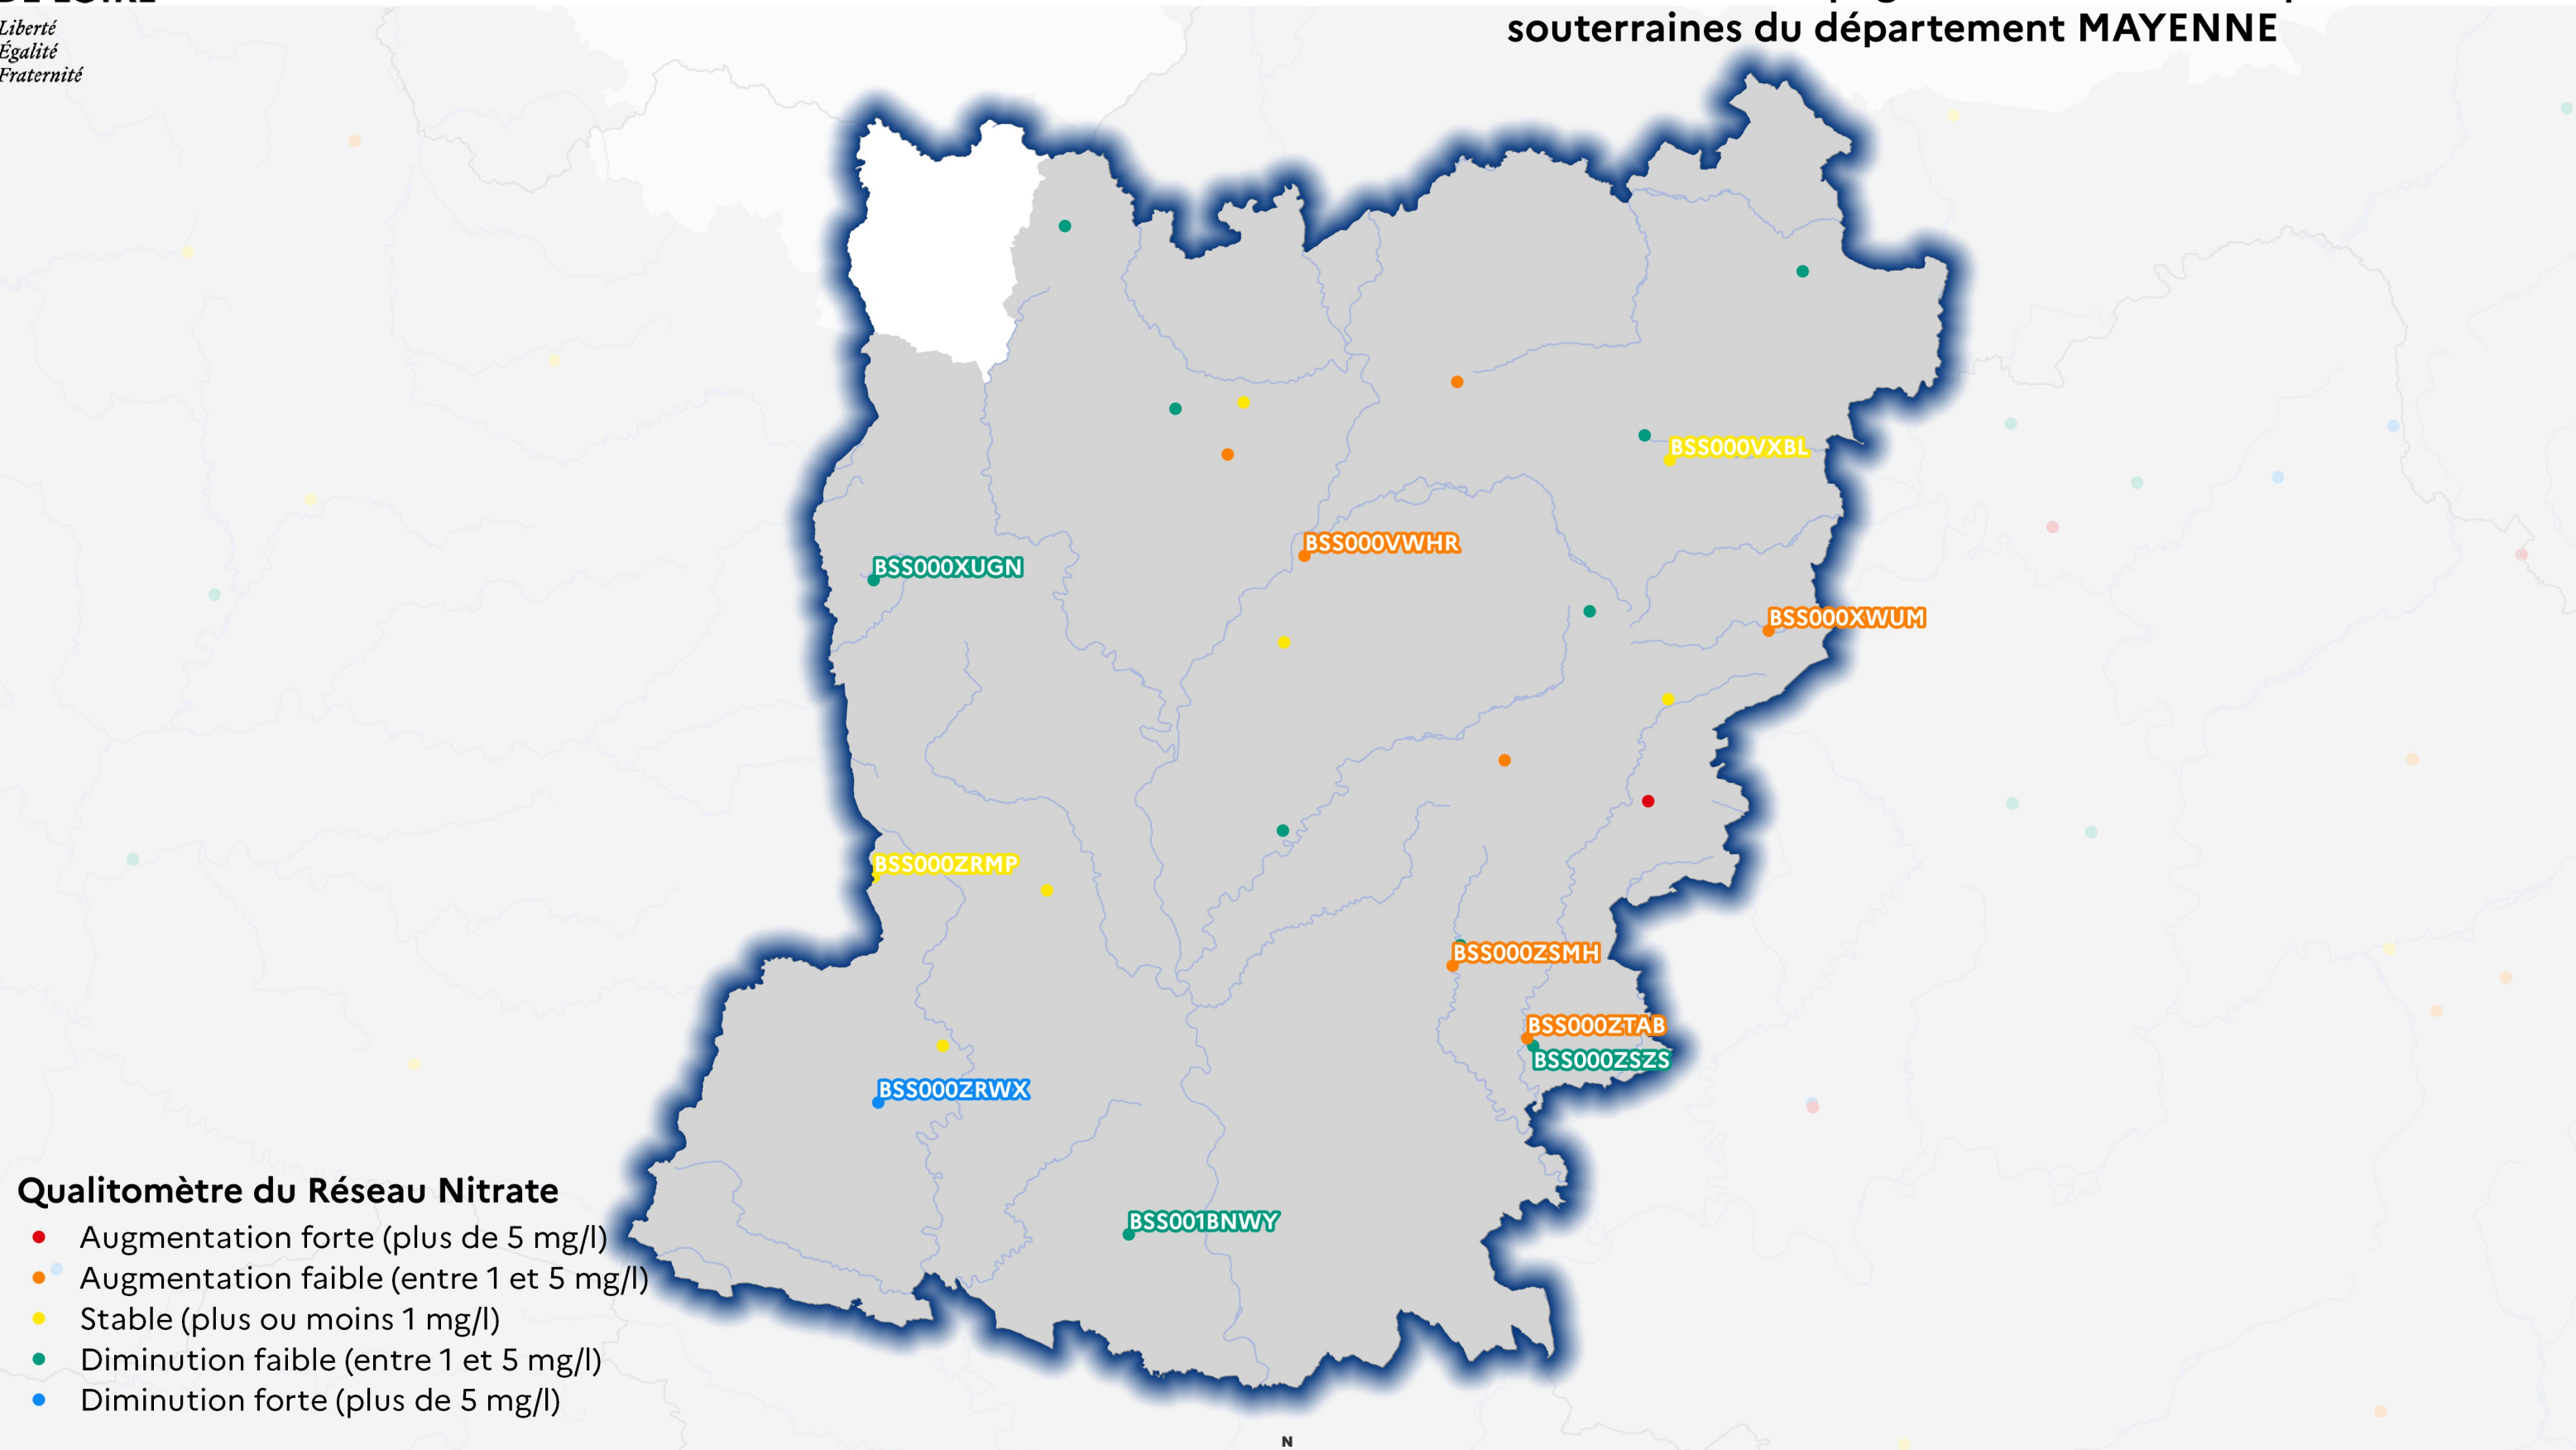 DE LOIRE
Liberté
Égalité
Fraternité
souterraines du département MAYENNE
BSS000VXBL
BSS000VWHR
BSS000XUGN
BSS000XWUM
BSS000ZRMP
BSS000ZSMH
BSS000ZTAB
BSS000ZSZS
BSS000ZRWX
BSS001BNWY
Qualitomètre du Réseau Nitrate
Augmentation forte (plus de 5 mg/l)
Augmentation faible (entre 1 et 5 mg/l)
Stable (plus ou moins 1 mg/l)
Diminution faible (entre 1 et 5 mg/l)
Diminution forte (plus de 5 mg/l)
N